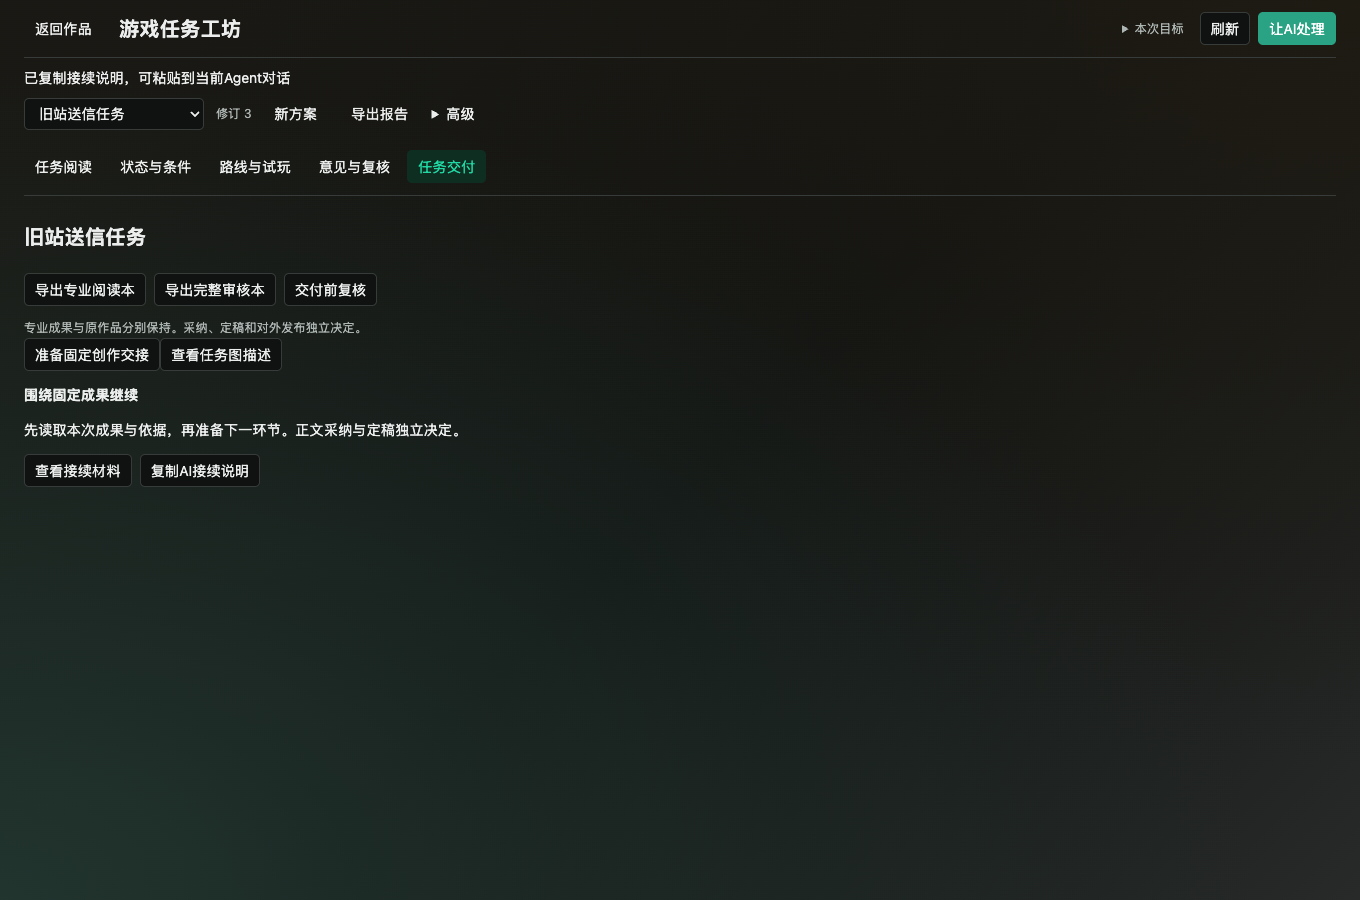 返回作品 游戏任务工坊 ▶ 本次目标 刷新 让AI处理
已复制接续说明，可粘贴到当前Agent对话
旧站送信任务 修订 3 新方案 导出报告 ▶ 高级
任务阅读 状态与条件 路线与试玩 意见与复核 任务交付
旧站送信任务
导出专业阅读本 导出完整审核本 交付前复核
专业成果与原作品分别保持。采纳、定稿和对外发布独立决定。
准备固定创作交接 查看任务图描述
围绕固定成果继续
先读取本次成果与依据，再准备下一环节。正文采纳与定稿独立决定。
查看接续材料 复制AI接续说明